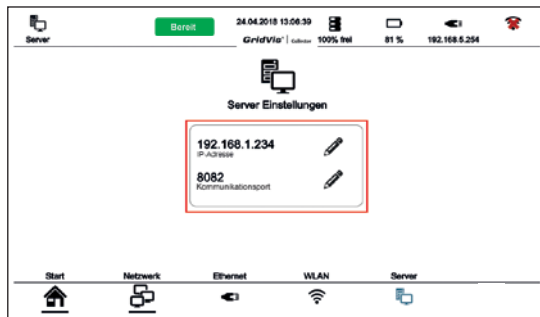 Server
Bereit
24.04.2018 13:06:39
GridVis® | Collector
100% frei
81 %
192.168.5.254
Server Einstellungen
192.168.1.234
IP-Adresse
8082
Kommunikationsport
Start
Netzwerk
Ethernet
WLAN
Server